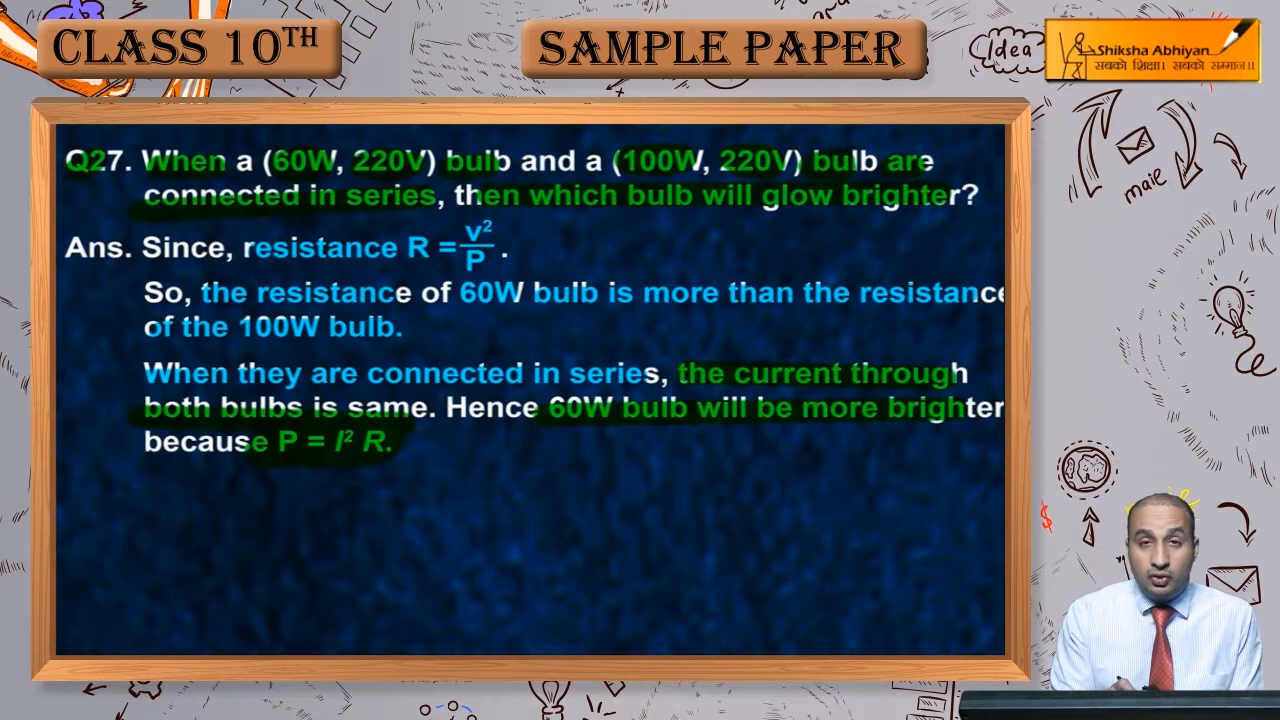 CLASS 10TH
SAMPLE PAPER
Idea
Shiksha Abhiyan
सबको शिक्षा। सबको सम्मान।।
Q27. When a (60W, 220V) bulb and a (100W, 220V) bulb are
connected in series, then which bulb will glow brighter?
Ans. Since, resistance R = v²/P .
So, the resistance of 60W bulb is more than the resistance
of the 100W bulb.
When they are connected in series, the current through
both bulbs is same. Hence 60W bulb will be more brighter
because P = I² R.
maie
$